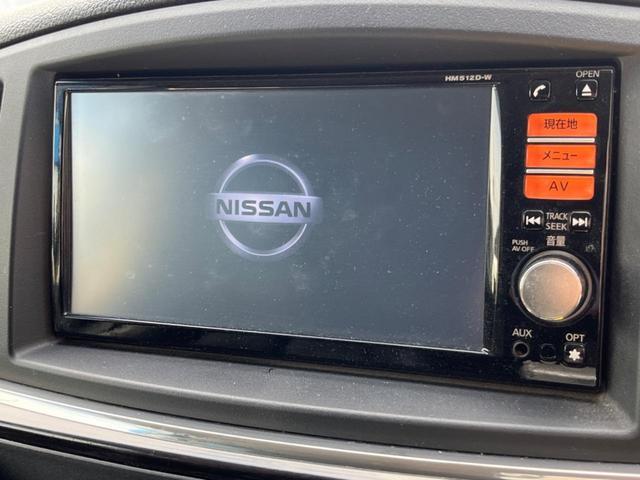 HM512D-W
OPEN
現在地
メニュー
AV
TRACK
SEEK
音量
PUSH
AV OFF
NISSAN
AUX
OPT